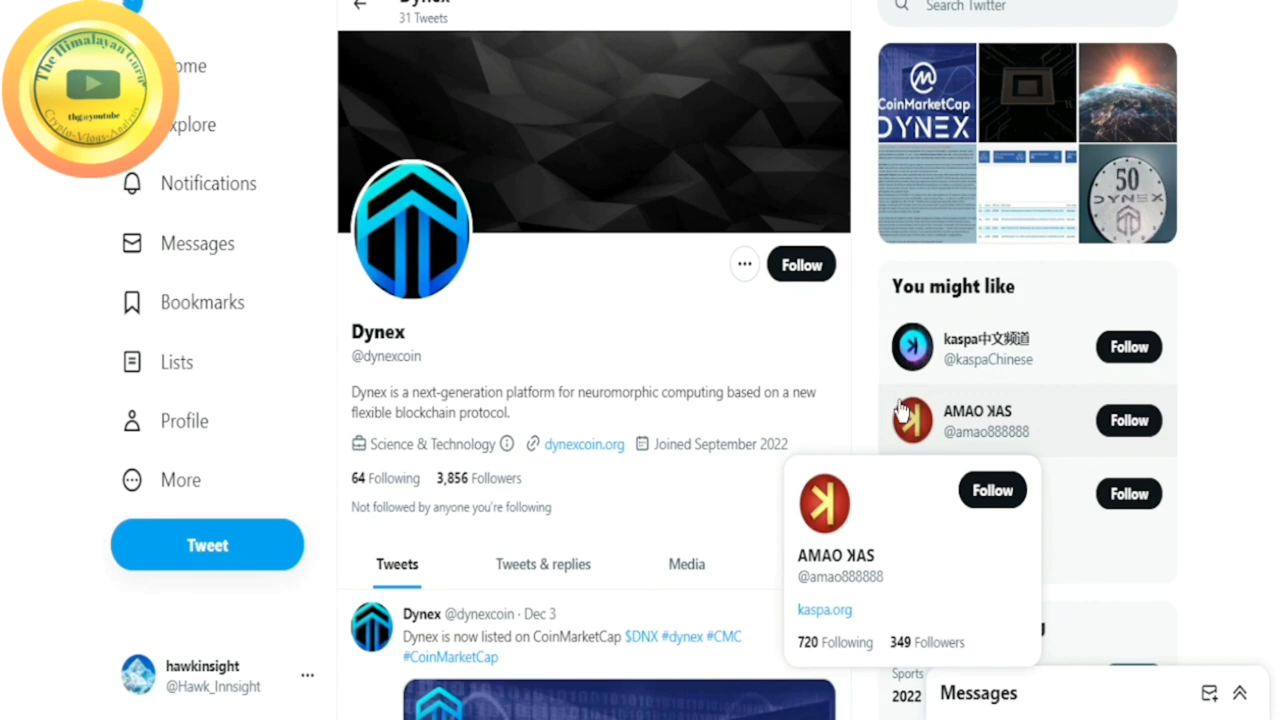 The Himalayan Guru
thg@youtube
Crypto-Vlogs-Analysis
Notifications
Messages
Bookmarks
Lists
Profile
More
Tweet
hawkinsight
@Hawk_Innsight
31 Tweets
Follow
Dynex
@dynexcoin
Dynex is a next-generation platform for neuromorphic computing based on a new
flexible blockchain protocol.
Science & Technology dynexcoin.org Joined September 2022
64 Following 3,856 Followers
Not followed by anyone you're following
Tweets Tweets & replies Media
Dynex @dynexcoin · Dec 3
Dynex is now listed on CoinMarketCap $DNX #dynex #CMC
#CoinMarketCap
Search Twitter
CoinMarketCap
DYNEX
50
DYNEX
You might like
kaspa中文频道
@kaspaChinese
Follow
AMAO ꓘAS
@amao888888
Follow
Follow
Follow
AMAO ꓘAS
@amao888888
kaspa.org
720 Following 349 Followers
Sports
2022
Messages